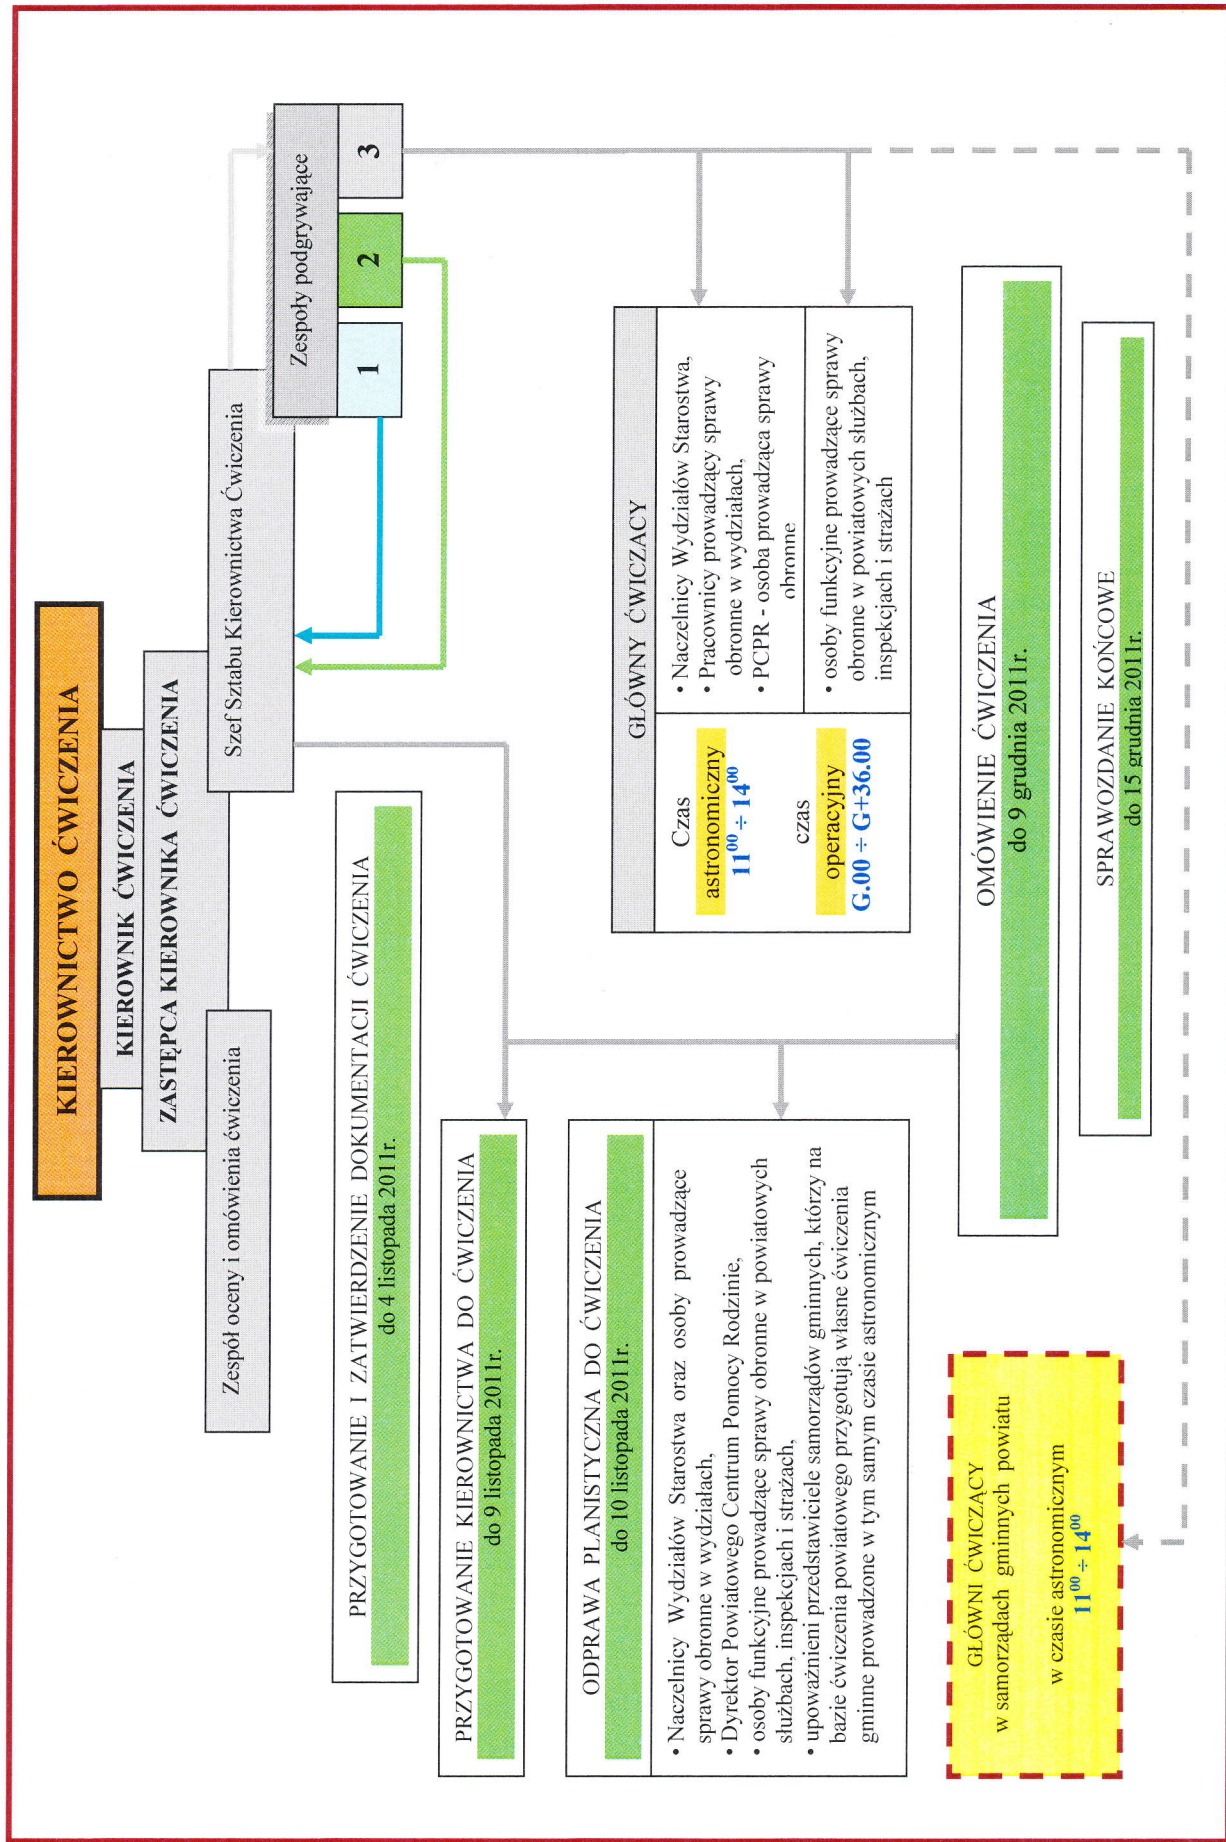 KIEROWNICTWO ĆWICZENIA
KIEROWNIK ĆWICZENIA
ZASTĘPCA KIEROWNIKA ĆWICZENIA
Zespół oceny i omówienia ćwiczenia
Szef Sztabu Kierownictwa Ćwiczenia
Zespoły podgrywające
1
2
3
PRZYGOTOWANIE I ZATWIERDZENIE DOKUMENTACJI ĆWICZENIA
do 4 listopada 2011r.
PRZYGOTOWANIE KIEROWNICTWA DO ĆWICZENIA
do 9 listopada 2011r.
ODPRAWA PLANISTYCZNA DO ĆWICZENIA
do 10 listopada 2011r.
• Naczelnicy Wydziałów Starostwa oraz osoby prowadzące
sprawy obronne w wydziałach,
• Dyrektor Powiatowego Centrum Pomocy Rodzinie,
• osoby funkcyjne prowadzące sprawy obronne w powiatowych
służbach, inspekcjach i strażach,
• upoważnieni przedstawiciele samorządów gminnych, którzy na
bazie ćwiczenia powiatowego przygotują własne ćwiczenia
gminne prowadzone w tym samym czasie astronomicznym
GŁÓWNY ĆWICZĄCY
Czas
astronomiczny
11⁰⁰ ÷ 14⁰⁰
czas
operacyjny
G.00 ÷ G+36.00
• Naczelnicy Wydziałów Starostwa,
• Pracownicy prowadzący sprawy
obronne w wydziałach,
• PCPR - osoba prowadząca sprawy
obronne
• osoby funkcyjne prowadzące sprawy
obronne w powiatowych służbach,
inspekcjach i strażach
GŁÓWNI ĆWICZĄCY
w samorządach gminnych powiatu
w czasie astronomicznym
11⁰⁰ ÷ 14⁰⁰
OMÓWIENIE ĆWICZENIA
do 9 grudnia 2011r.
SPRAWOZDANIE KOŃCOWE
do 15 grudnia 2011r.